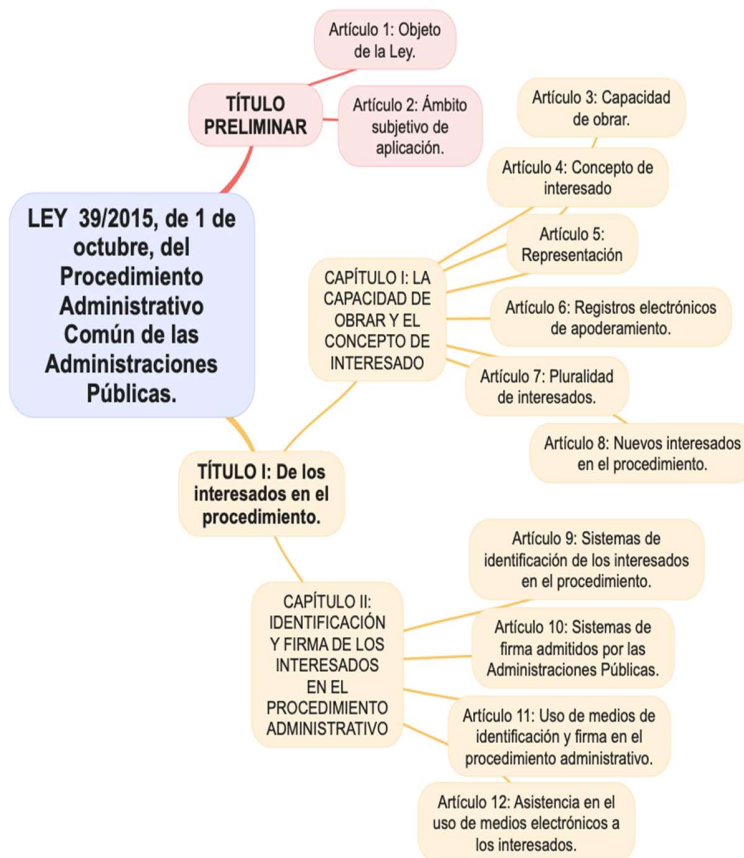 Artículo 1: Objeto
de la Ley.
TÍTULO
PRELIMINAR
Artículo 2: Ámbito
subjetivo de
aplicación.
LEY 39/2015, de 1 de
octubre, del
Procedimiento
Administrativo
Común de las
Administraciones
Públicas.
TÍTULO I: De los
interesados en el
procedimiento.
CAPÍTULO I: LA
CAPACIDAD DE
OBRAR Y EL
CONCEPTO DE
INTERESADO
Artículo 3: Capacidad
de obrar.
Artículo 4: Concepto de
interesado
Artículo 5:
Representación
Artículo 6: Registros electrónicos
de apoderamiento.
Artículo 7: Pluralidad
de interesados.
Artículo 8: Nuevos interesados
en el procedimiento.
CAPÍTULO II:
IDENTIFICACIÓN
Y FIRMA DE LOS
INTERESADOS
EN EL
PROCEDIMIENTO
ADMINISTRATIVO
Artículo 9: Sistemas de
identificación de los interesados
en el procedimiento.
Artículo 10: Sistemas de
firma admitidos por las
Administraciones Públicas.
Artículo 11: Uso de medios de
identificación y firma en el
procedimiento administrativo.
Artículo 12: Asistencia en el
uso de medios electrónicos a
los interesados.